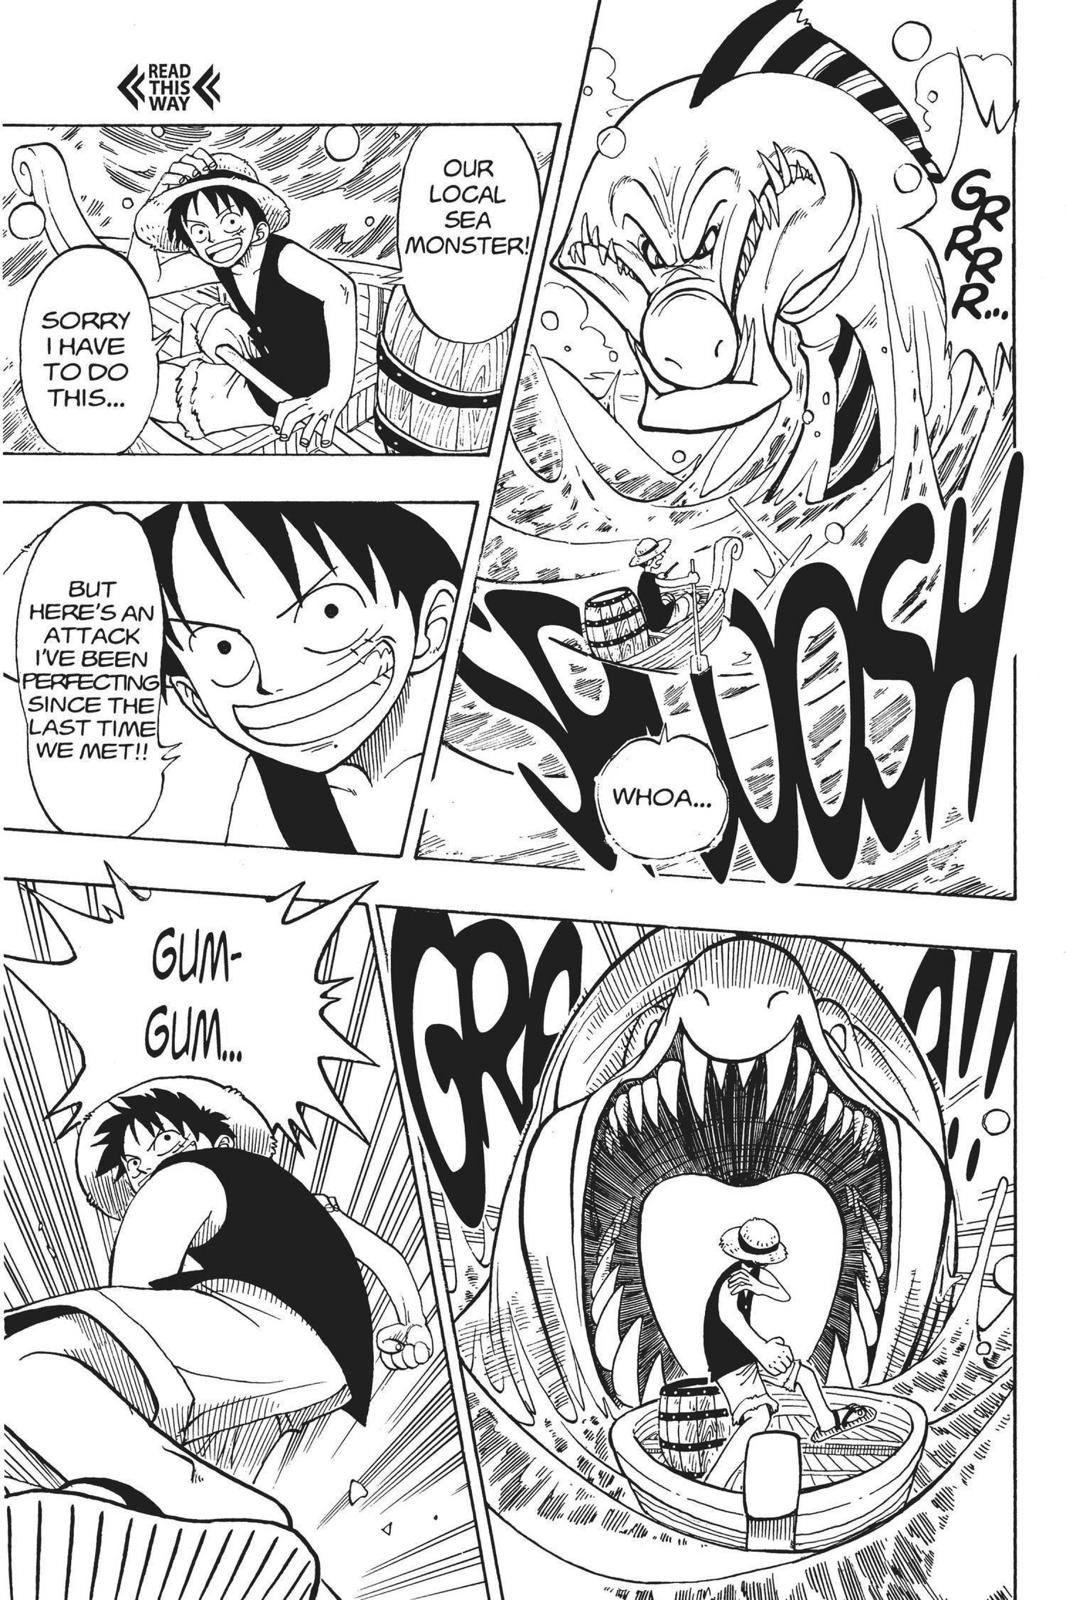 READ
THIS
WAY
GRRRR...
SPLOOSH
WHOA...
OUR
LOCAL
SEA
MONSTER!
SORRY
I HAVE
TO DO
THIS...
BUT
HERE'S AN
ATTACK
I'VE BEEN
PERFECTING
SINCE THE
LAST TIME
WE MET!!
GUM-
GUM...